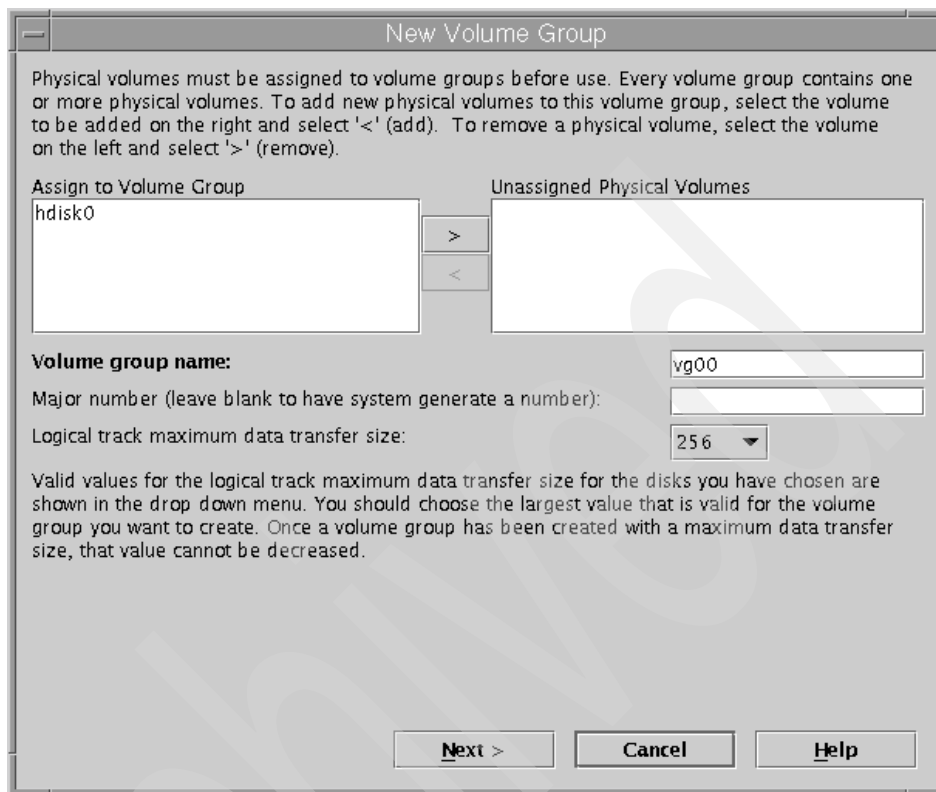 New Volume Group
Physical volumes must be assigned to volume groups before use. Every volume group contains one
or more physical volumes. To add new physical volumes to this volume group, select the volume
to be added on the right and select '<' (add).  To remove a physical volume, select the volume
on the left and select '>' (remove).
Assign to Volume Group
hdisk0
>
<
Unassigned Physical Volumes
Volume group name:
vg00
Major number (leave blank to have system generate a number):
Logical track maximum data transfer size:
256
Valid values for the logical track maximum data transfer size for the disks you have chosen are
shown in the drop down menu. You should choose the largest value that is valid for the volume
group you want to create. Once a volume group has been created with a maximum data transfer
size, that value cannot be decreased.
Next >
Cancel
Help